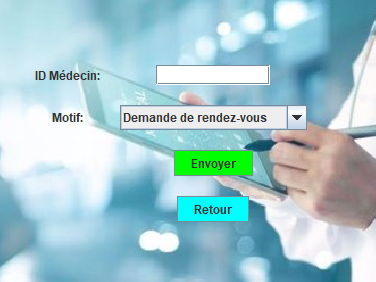 ID Médecin:
Motif: Demande de rendez-vous
Envoyer
Retour